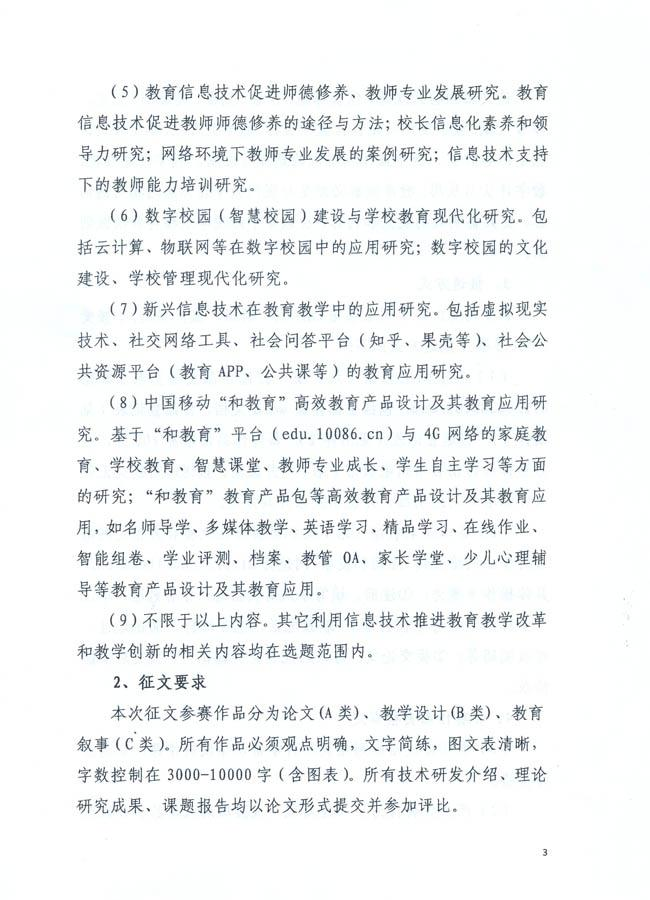 （5）教育信息技术促进师德修养、教师专业发展研究。教育
信息技术促进教师师德修养的途径与方法；校长信息化素养和领
导力研究；网络环境下教师专业发展的案例研究；信息技术支持
下的教师能力培训研究。
（6）数字校园（智慧校园）建设与学校教育现代化研究。包
括云计算、物联网等在数字校园中的应用研究；数字校园的文化
建设、学校管理现代化研究。
（7）新兴信息技术在教育教学中的应用研究。包括虚拟现实
技术、社交网络工具、社会问答平台（知乎、果壳等）、社会公
共资源平台（教育 APP、公共课等）的教育应用研究。
（8）中国移动“和教育”高效教育产品设计及其教育应用研
究。基于“和教育”平台（edu.10086.cn）与 4G 网络的家庭教
育、学校教育、智慧课堂、教师专业成长、学生自主学习等方面
的研究；“和教育”教育产品包等高效教育产品设计及其教育应
用，如名师导学、多媒体教学、英语学习、精品学习、在线作业、
智能组卷、学业评测、档案、教管 OA、家长学堂、少儿心理辅
导等教育产品设计及其教育应用。
（9）不限于以上内容。其它利用信息技术推进教育教学改革
和教学创新的相关内容均在选题范围内。
2、征文要求
本次征文参赛作品分为论文(A 类)、教学设计(B 类)、教育
叙事(C 类)。所有作品必须观点明确，文字简练，图文表清晰，
字数控制在 3000-10000 字（含图表）。所有技术研发介绍、理论
研究成果、课题报告均以论文形式提交并参加评比。
3